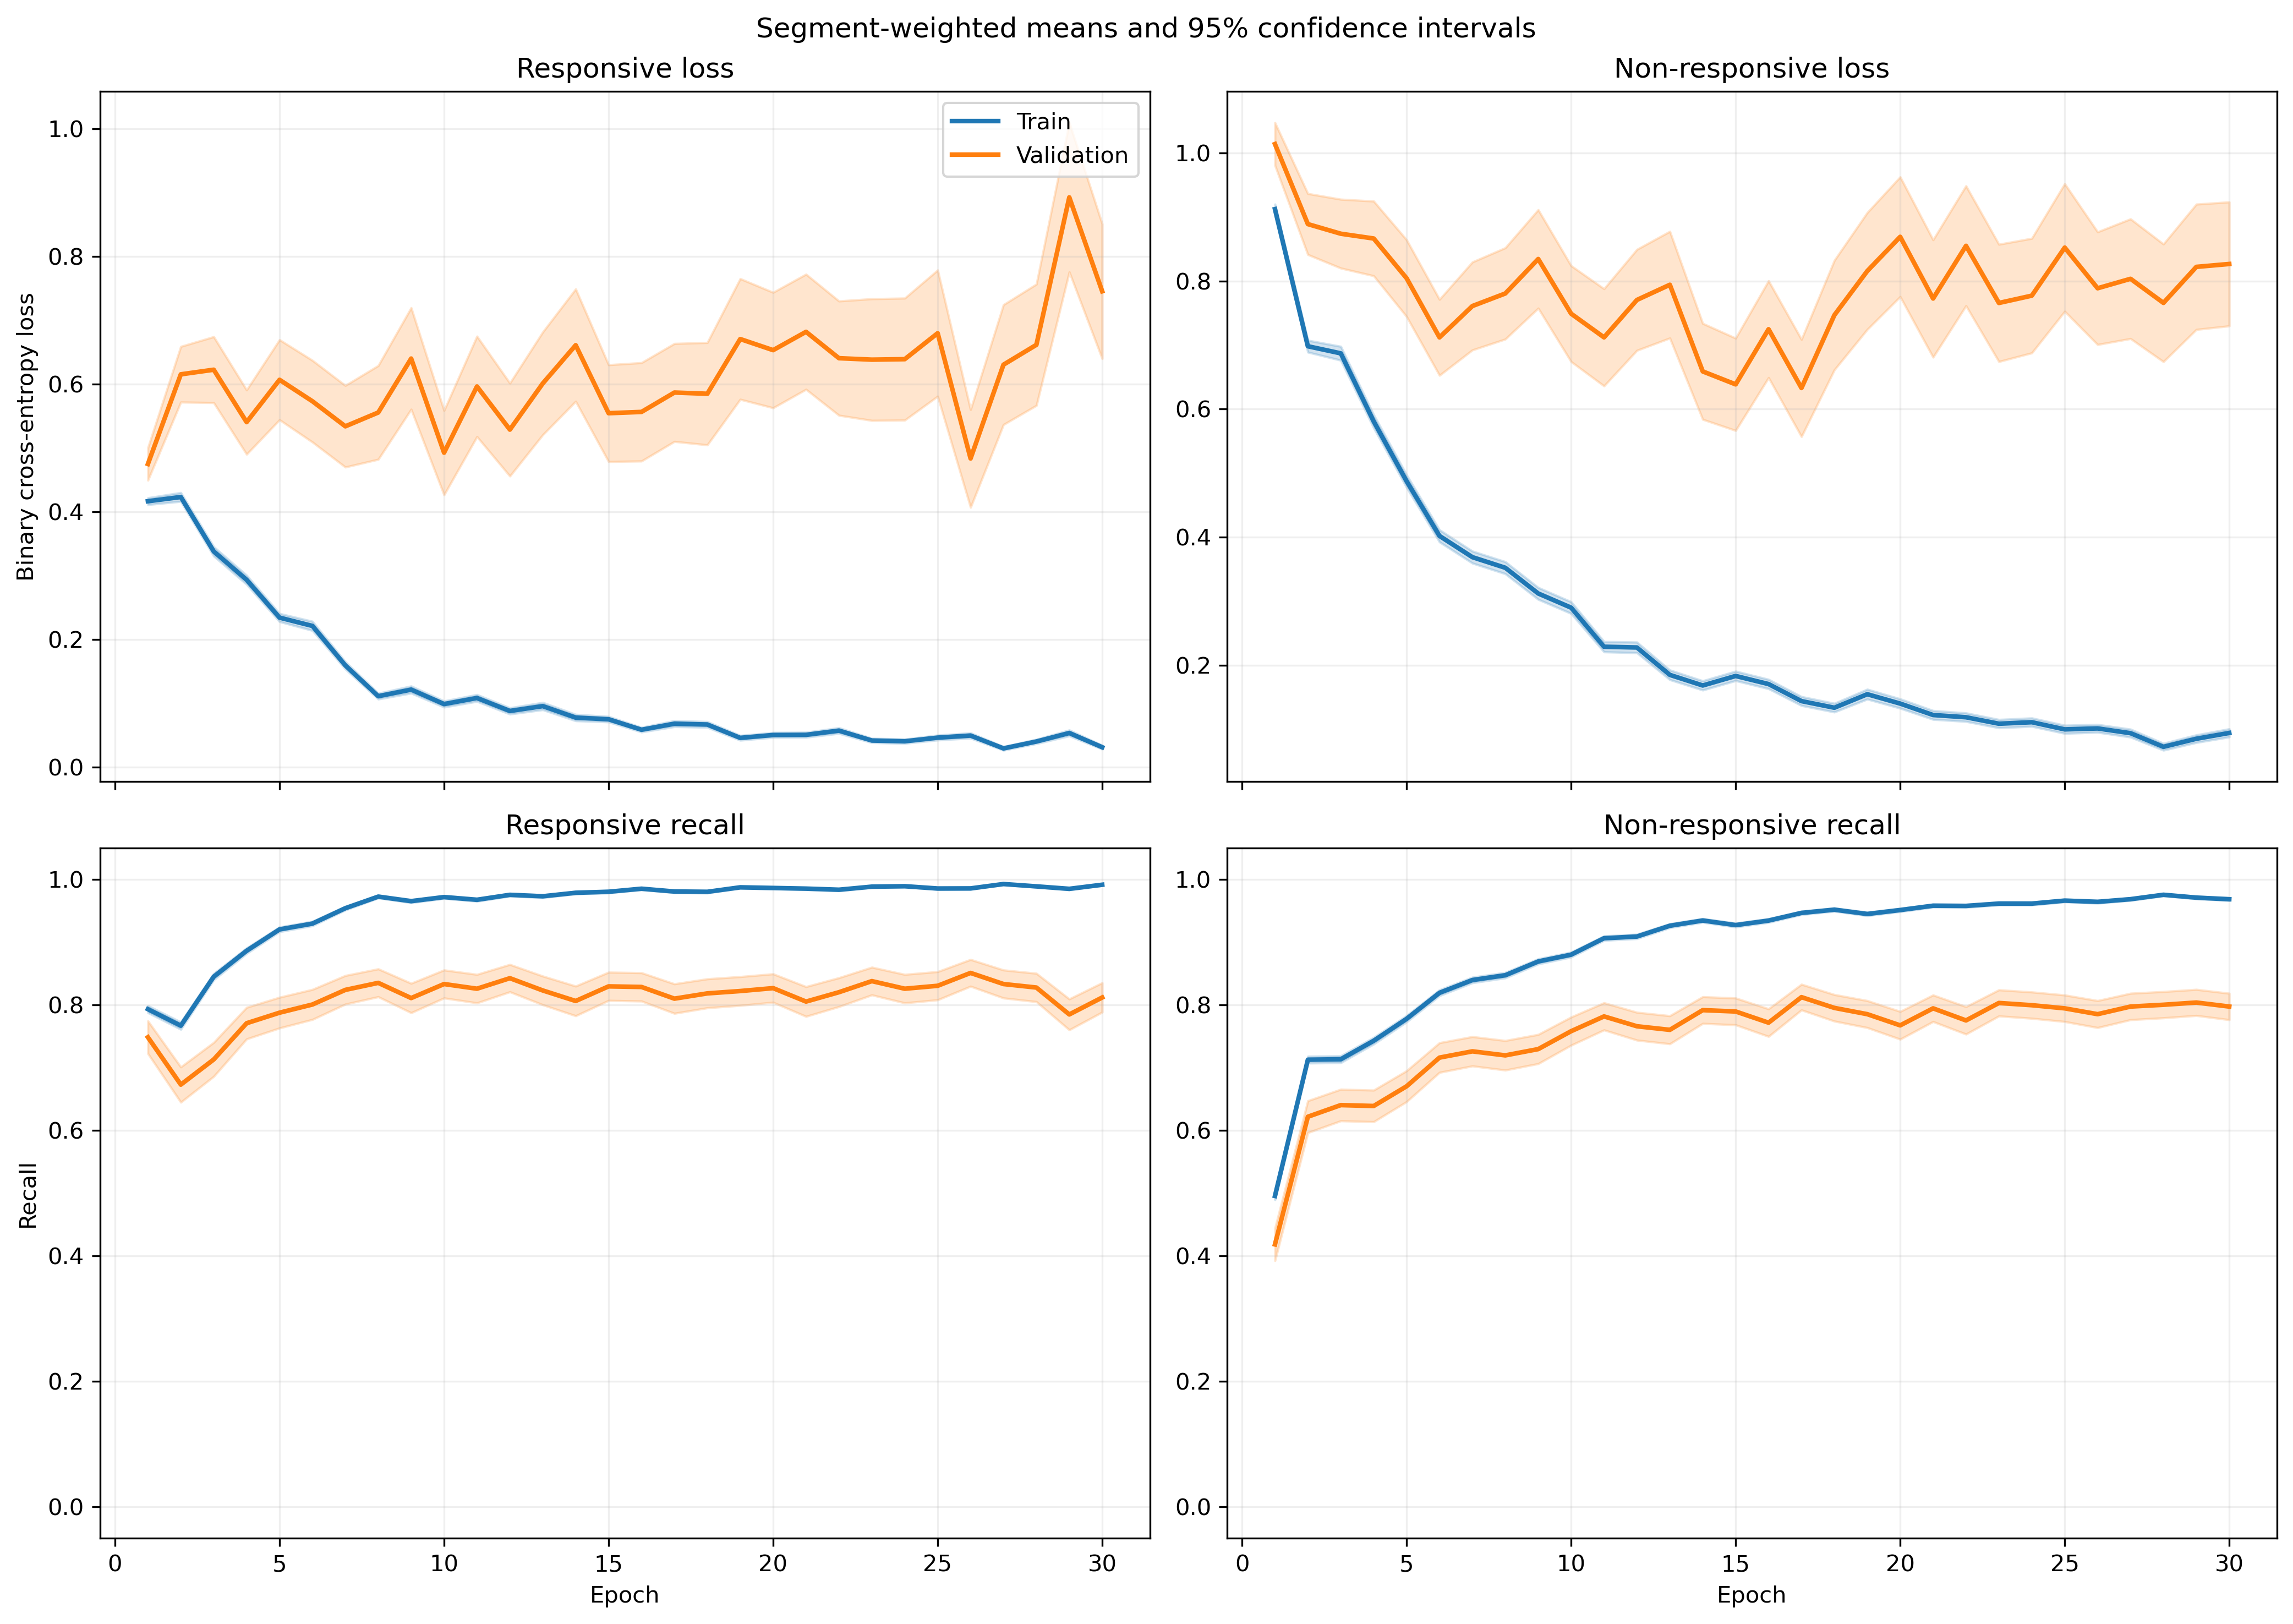 Segment-weighted means and 95% confidence intervals
Responsive loss
Non-responsive loss
Binary cross-entropy loss
1.0
0.8
0.6
0.4
0.2
0.0
Train
Validation
1.0
0.8
0.6
0.4
0.2
Responsive recall
Non-responsive recall
Recall
1.0
0.8
0.6
0.4
0.2
0.0
0 5 10 15 20 25 30
Epoch
1.0
0.8
0.6
0.4
0.2
0.0
0 5 10 15 20 25 30
Epoch